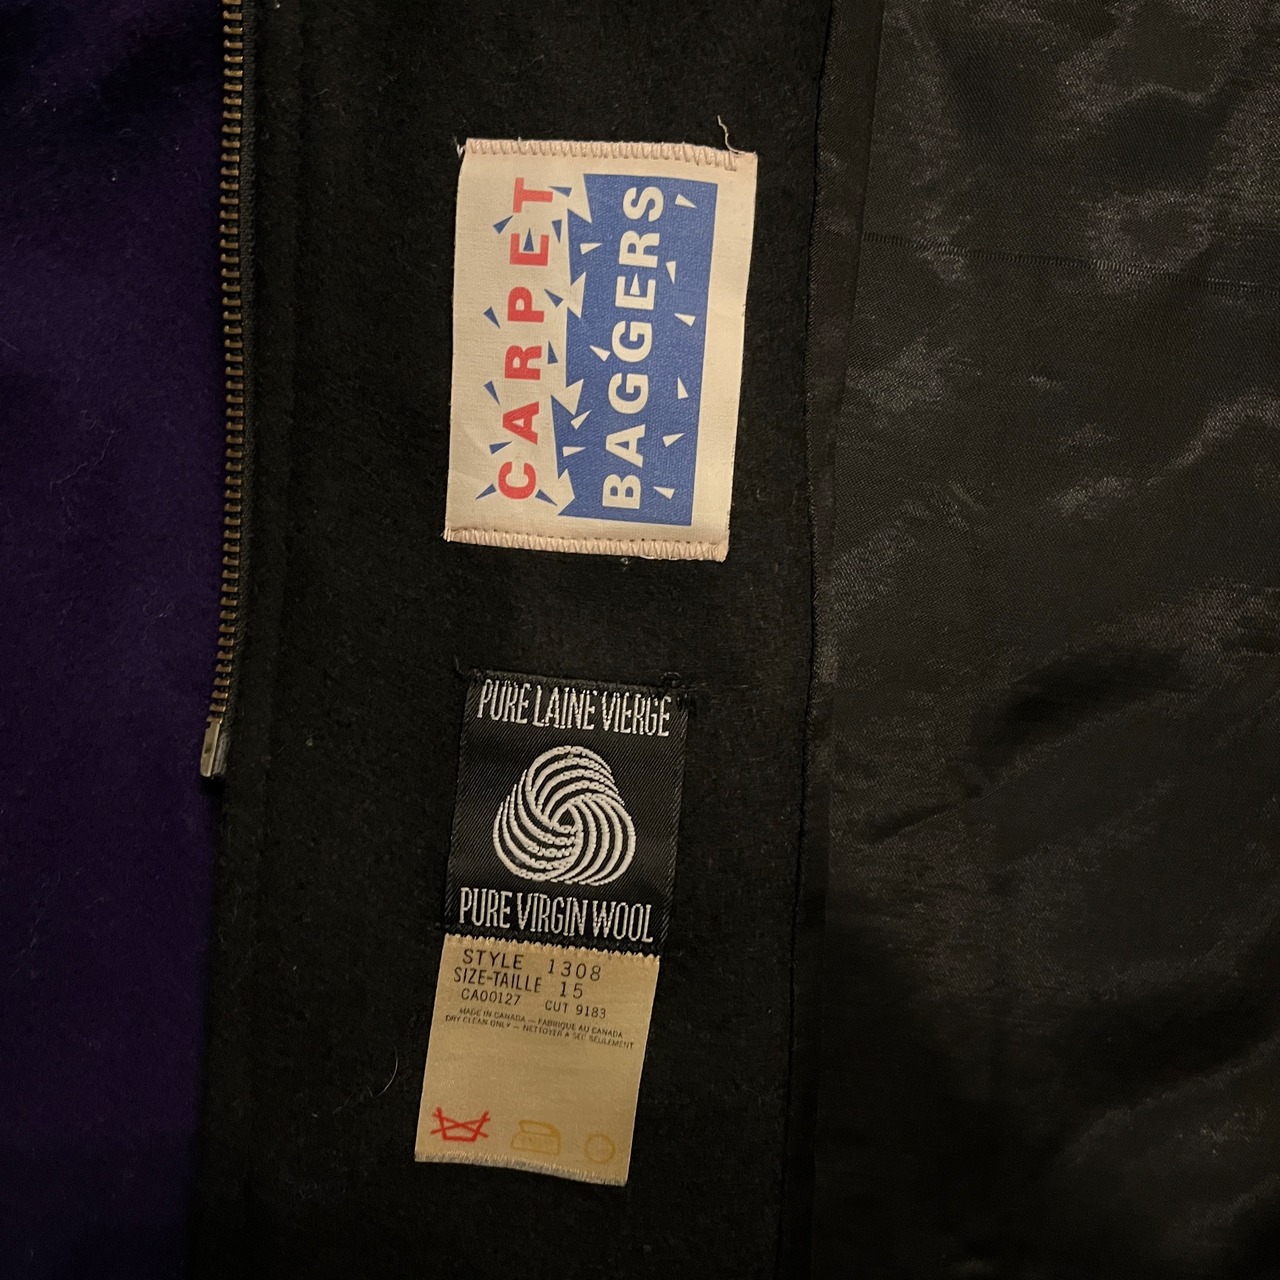 CARPET
BAGGERS
PURE LAINE VIERGE
PURE VIRGIN WOOL
STYLE 1308
SIZE-TAILLE 15
CA00127 CUT 9183
MADE IN CANADA — FABRIQUE AU CANADA
DRY CLEAN ONLY — NETTOYER A SEC SEULEMENT